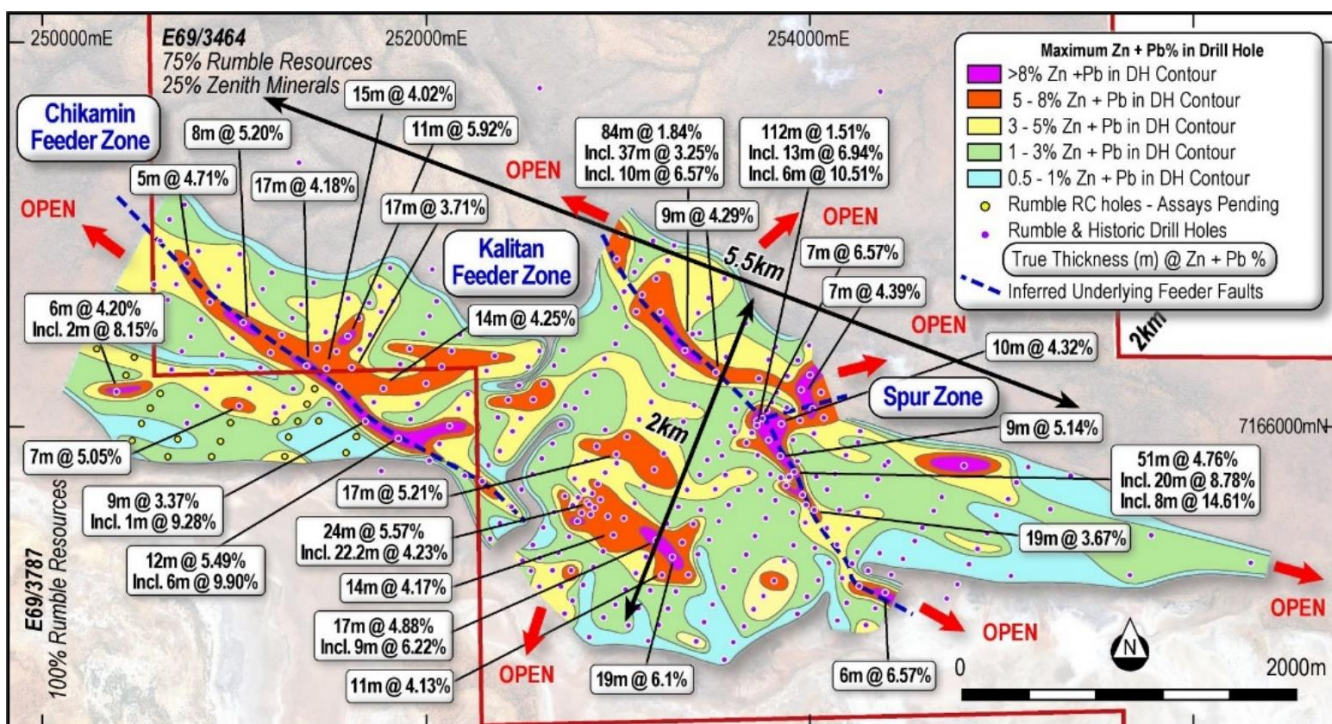 250000mE
E69/3464
75% Rumble Resources
25% Zenith Minerals
252000mE
254000mE
Maximum Zn + Pb% in Drill Hole
>8% Zn +Pb in DH Contour
5 - 8% Zn + Pb in DH Contour
3 - 5% Zn + Pb in DH Contour
1 - 3% Zn + Pb in DH Contour
0.5 - 1% Zn + Pb in DH Contour
Rumble RC holes - Assays Pending
Rumble & Historic Drill Holes
True Thickness (m) @ Zn + Pb %
Inferred Underlying Feeder Faults
2km
Chikamin
Feeder Zone
15m @ 4.02%
8m @ 5.20%
11m @ 5.92%
5m @ 4.71%
17m @ 4.18%
17m @ 3.71%
OPEN
Kalitan
Feeder Zone
14m @ 4.25%
6m @ 4.20%
Incl. 2m @ 8.15%
OPEN
84m @ 1.84%
Incl. 37m @ 3.25%
Incl. 10m @ 6.57%
112m @ 1.51%
Incl. 13m @ 6.94%
Incl. 6m @ 10.51%
OPEN
9m @ 4.29%
5.5km
7m @ 6.57%
7m @ 4.39%
OPEN
10m @ 4.32%
Spur Zone
2km
9m @ 5.14%
7166000mN
7m @ 5.05%
9m @ 3.37%
Incl. 1m @ 9.28%
12m @ 5.49%
Incl. 6m @ 9.90%
17m @ 5.21%
24m @ 5.57%
Incl. 22.2m @ 4.23%
14m @ 4.17%
17m @ 4.88%
Incl. 9m @ 6.22%
11m @ 4.13%
51m @ 4.76%
Incl. 20m @ 8.78%
Incl. 8m @ 14.61%
19m @ 3.67%
OPEN
OPEN
OPEN
19m @ 6.1%
6m @ 6.57%
E69/3787
100% Rumble Resources
N
0
2000m